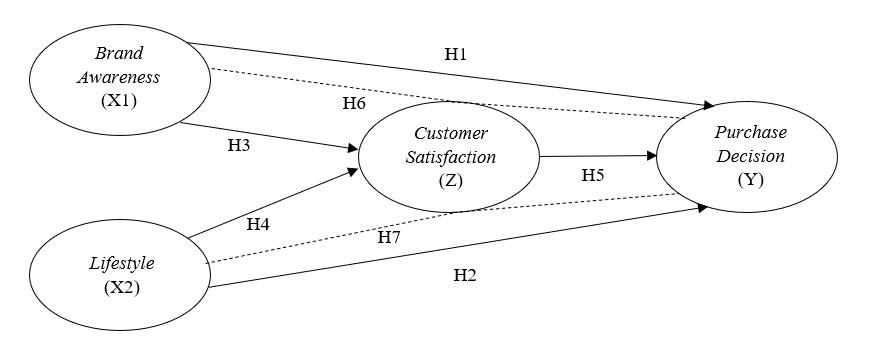 Brand
Awareness
(X1)
H1
H6
H3
Customer
Satisfaction
(Z)
Purchase
Decision
(Y)
H5
H4
H7
Lifestyle
(X2)
H2